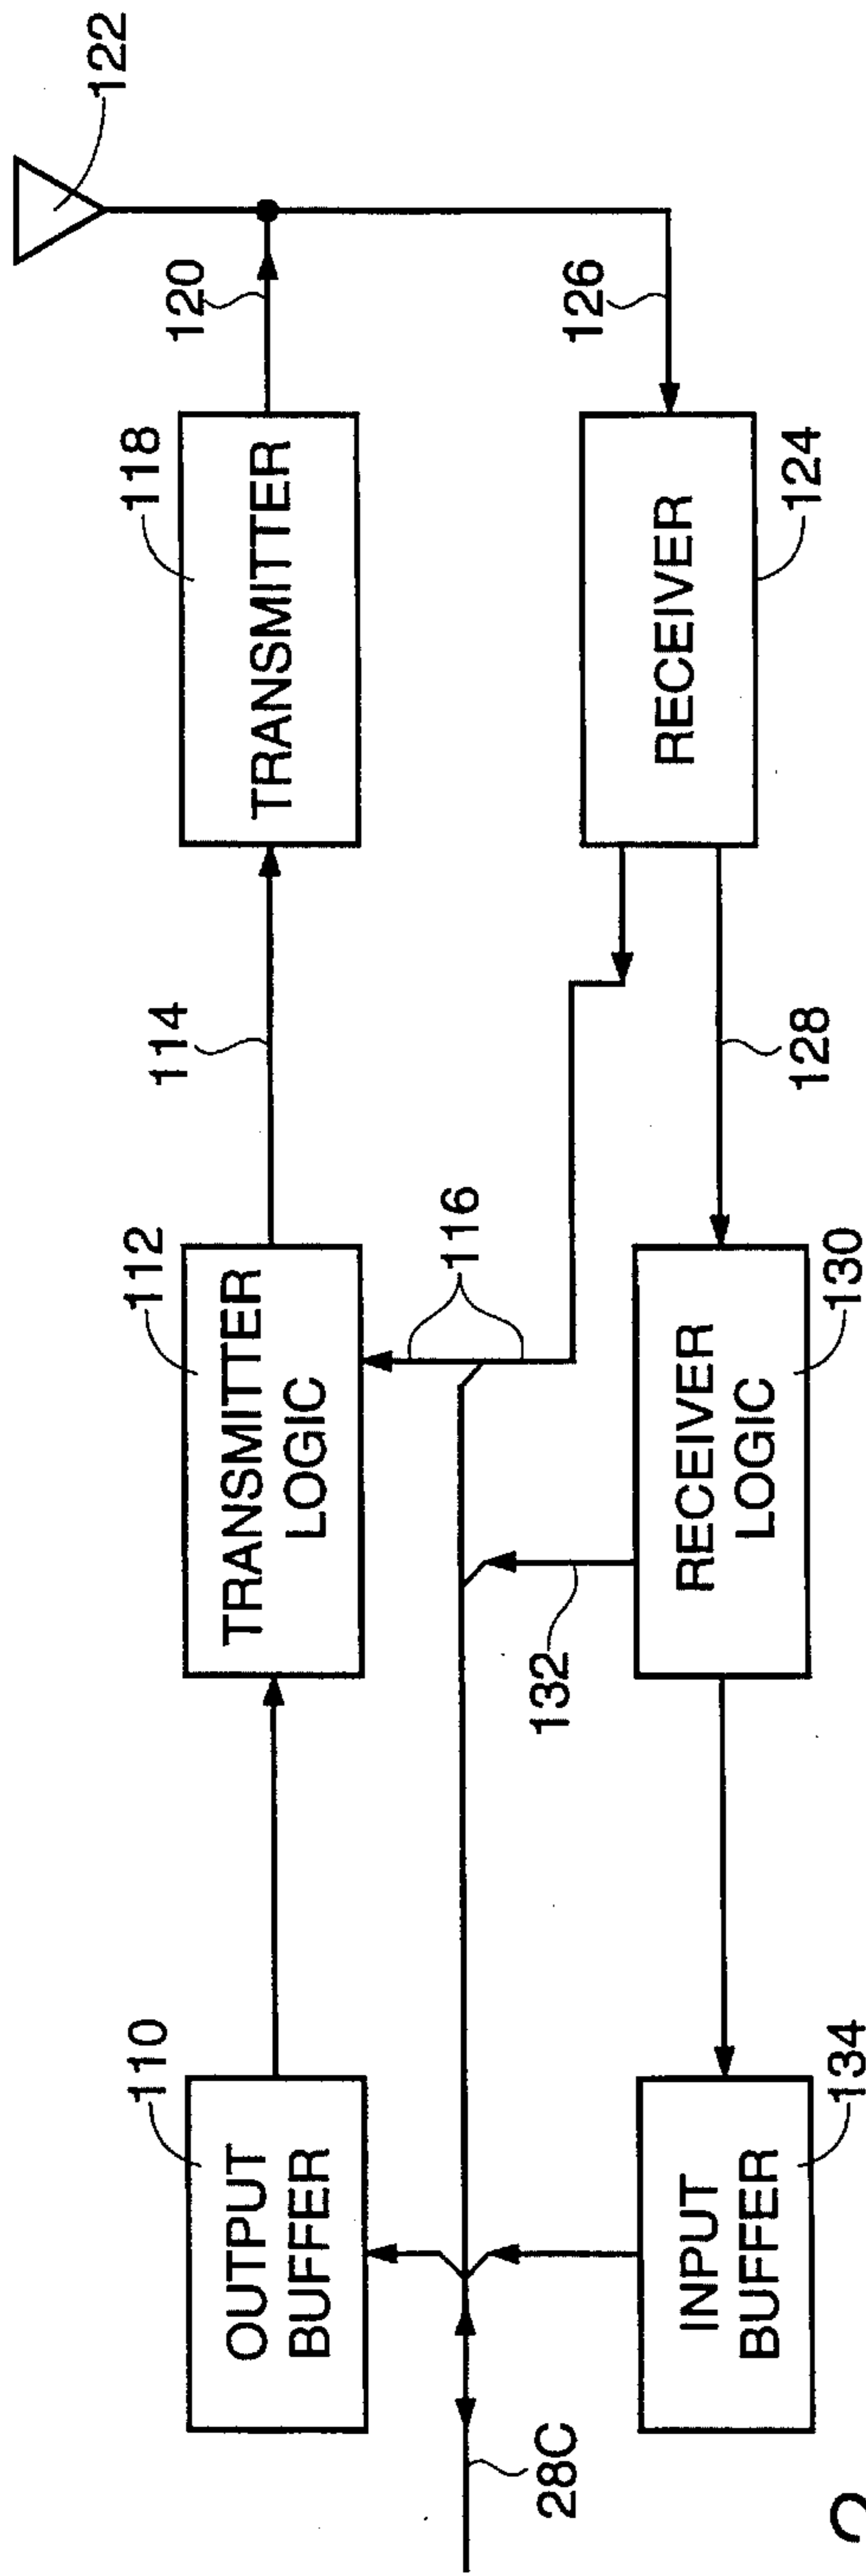 122
120
118
TRANSMITTER
114
112
TRANSMITTER
LOGIC
110
OUTPUT
BUFFER
116
126
RECEIVER
124
128
RECEIVER
LOGIC
130
132
INPUT
BUFFER
134
28C